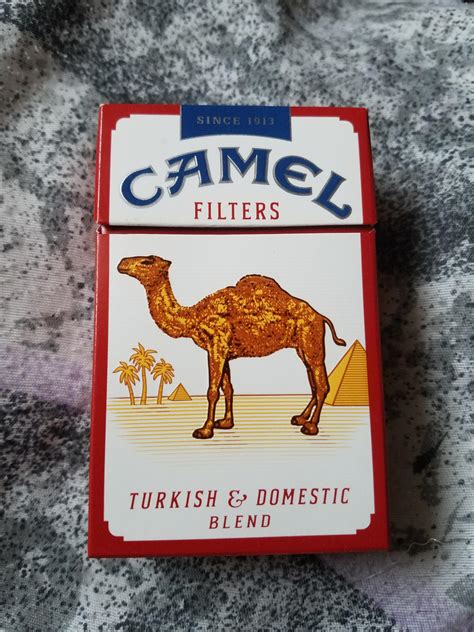 SINCE 1913
CAMEL
FILTERS
TURKISH & DOMESTIC
BLEND